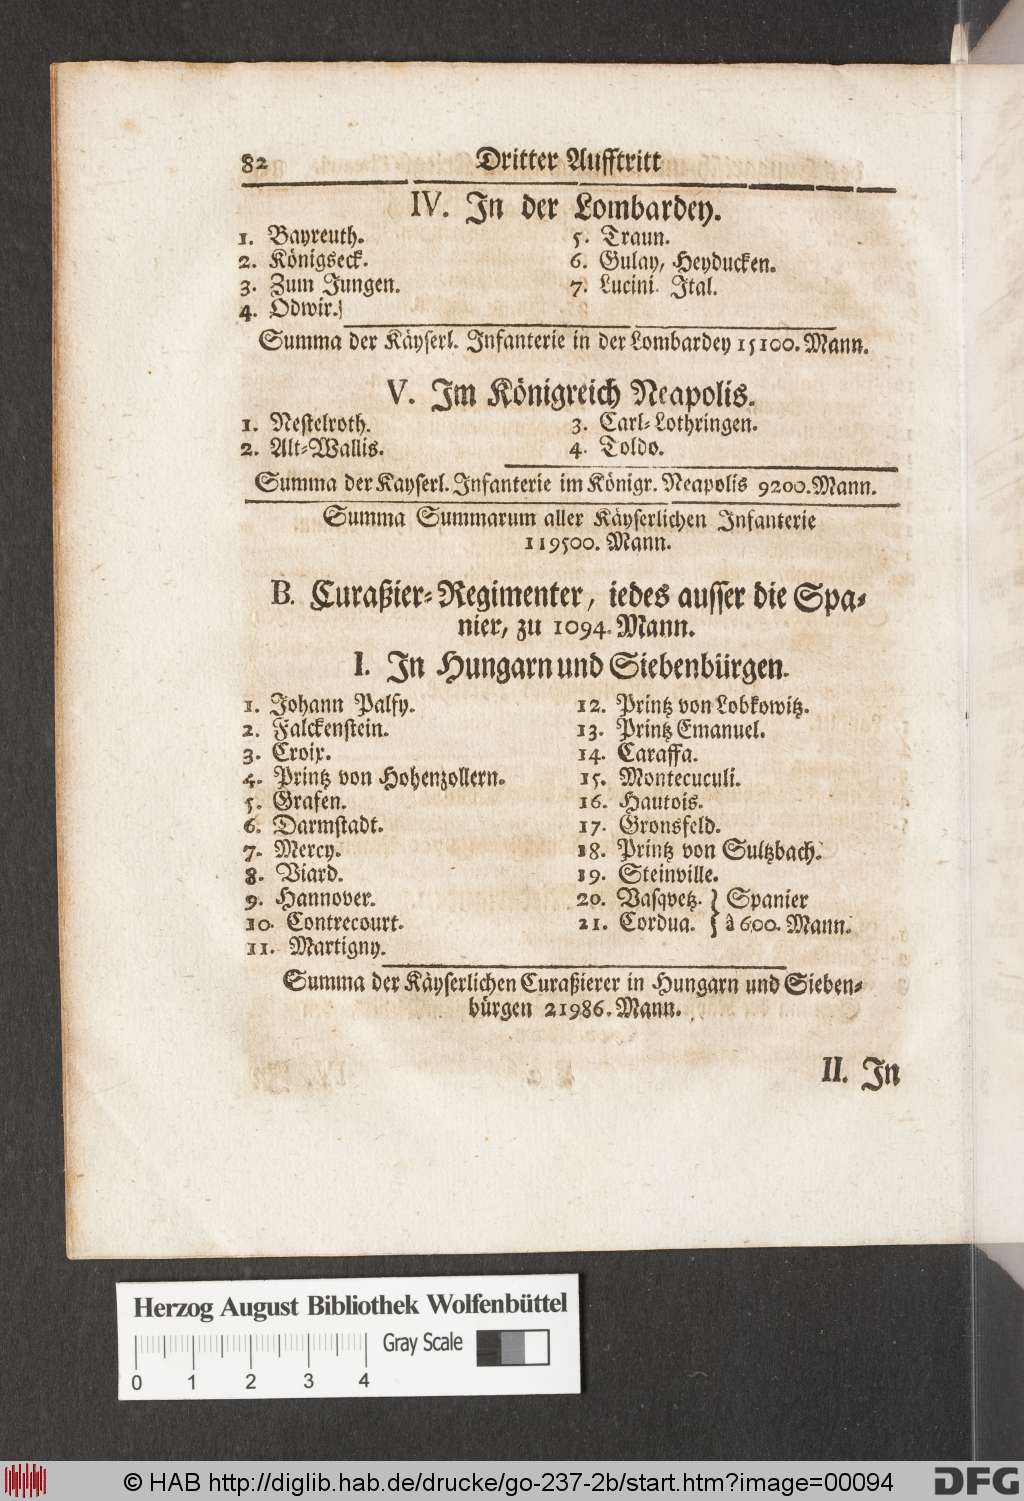 82 Dritter Aufftritt
IV. In der Lombardey.
1. Bayreuth.
2. Königseck.
3. Zum Jungen.
4. Odwir.
5. Traun.
6. Gulay, Heyducken.
7. Lucini Ital.
Summa der Käyserl. Infanterie in der Lombardey 15100. Mann.
V. Im Königreich Neapolis.
1. Nestelroth.
2. Alt-Wallis.
3. Carl-Lothringen.
4. Toldo.
Summa der Kayserl. Infanterie im Königr. Neapolis 9200. Mann.
Summa Summarum aller Käyserlichen Infanterie
119500. Mann.
B. Curaßier-Regimenter, iedes ausser die Spa-
nier, zu 1094. Mann.
I. In Hungarn und Siebenbürgen.
1. Johann Palfy.
2. Falckenstein.
3. Croix.
4. Printz von Hohenzollern.
5. Grafen.
6. Darmstadt.
7. Mercy.
8. Viard.
9. Hannover.
10. Contrecourt.
11. Martigny.
12. Printz von Lobkowitz.
13. Printz Emanuel.
14. Caraffa.
15. Montecuculi.
16. Hautois.
17. Gronsfeld.
18. Printz von Sultzbach.
19. Steinville.
20. Vasqvetz. } Spanier
21. Cordua. } à 600. Mann.
Summa der Käyserlichen Curaßierer in Hungarn und Sieben-
bürgen 21986. Mann.
II. In
Herzog August Bibliothek Wolfenbüttel
Gray Scale
0 1 2 3 4
© HAB http://diglib.hab.de/drucke/go-237-2b/start.htm?image=00094
DFG